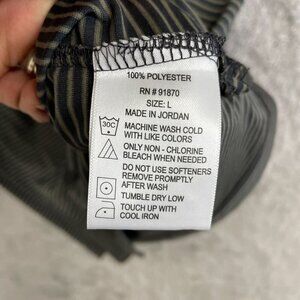 100% POLYESTER
RN # 91870
SIZE: L
MADE IN JORDAN
30C MACHINE WASH COLD
WITH LIKE COLORS
ONLY NON - CHLORINE
BLEACH WHEN NEEDED
DO NOT USE SOFTENERS
REMOVE PROMPTLY
AFTER WASH
TUMBLE DRY LOW
TOUCH UP WITH
COOL IRON